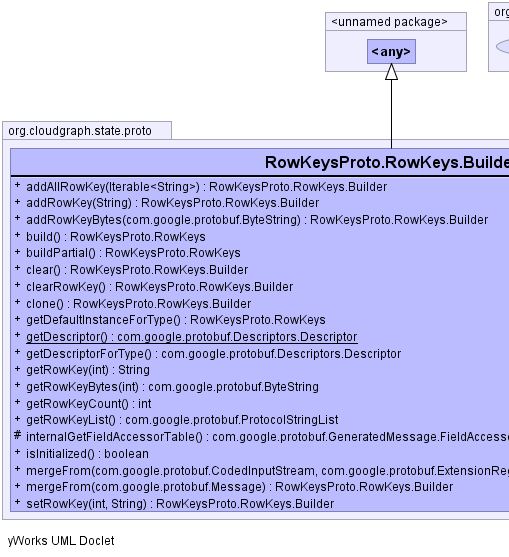 <unnamed package>
org
<any>
org.cloudgraph.state.proto
RowKeysProto.RowKeys.Builde
+ addAllRowKey(Iterable<String>) : RowKeysProto.RowKeys.Builder
+ addRowKey(String) : RowKeysProto.RowKeys.Builder
+ addRowKeyBytes(com.google.protobuf.ByteString) : RowKeysProto.RowKeys.Builder
+ build() : RowKeysProto.RowKeys
+ buildPartial() : RowKeysProto.RowKeys
+ clear() : RowKeysProto.RowKeys.Builder
+ clearRowKey() : RowKeysProto.RowKeys.Builder
+ clone() : RowKeysProto.RowKeys.Builder
+ getDefaultInstanceForType() : RowKeysProto.RowKeys
+ getDescriptor() : com.google.protobuf.Descriptors.Descriptor
+ getDescriptorForType() : com.google.protobuf.Descriptors.Descriptor
+ getRowKey(int) : String
+ getRowKeyBytes(int) : com.google.protobuf.ByteString
+ getRowKeyCount() : int
+ getRowKeyList() : com.google.protobuf.ProtocolStringList
# internalGetFieldAccessorTable() : com.google.protobuf.GeneratedMessage.FieldAccesso
+ isInitialized() : boolean
+ mergeFrom(com.google.protobuf.CodedInputStream, com.google.protobuf.ExtensionReg
+ mergeFrom(com.google.protobuf.Message) : RowKeysProto.RowKeys.Builder
+ setRowKey(int, String) : RowKeysProto.RowKeys.Builder
yWorks UML Doclet